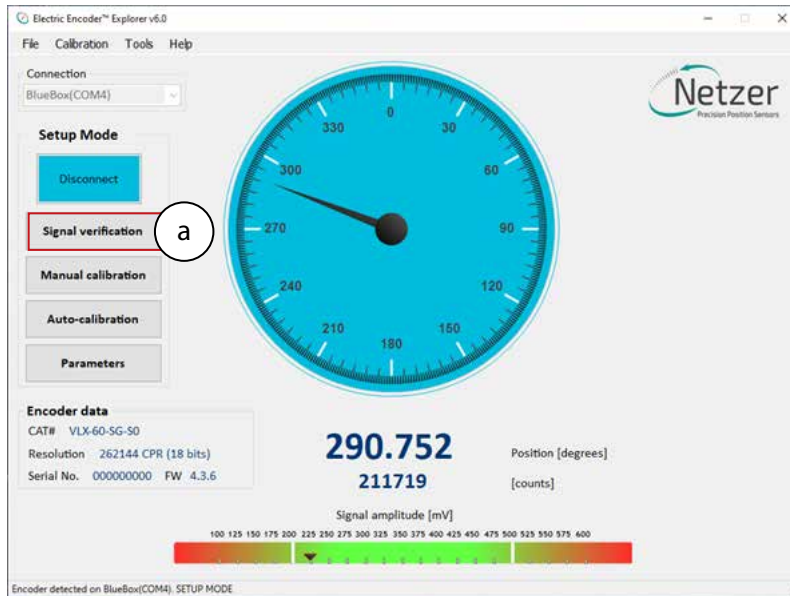 Electric Encoder™ Explorer v6.0
File Calibration Tools Help
Connection
BlueBox(COM4)
Netzer
Precision Position Sensors
Setup Mode
Disconnect
Signal verification
a
Manual calibration
Auto-calibration
Parameters
0
30
60
90
120
150
180
210
240
270
300
330
Encoder data
CAT# VLX-60-SG-S0
Resolution 262144 CPR (18 bits)
Serial No. 000000000 FW 4.3.6
290.752 Position [degrees]
211719 [counts]
Signal amplitude [mV]
100 125 150 175 200 225 250 275 300 325 350 375 400 425 450 475 500 525 550 575 600
Encoder detected on BlueBox(COM4). SETUP MODE